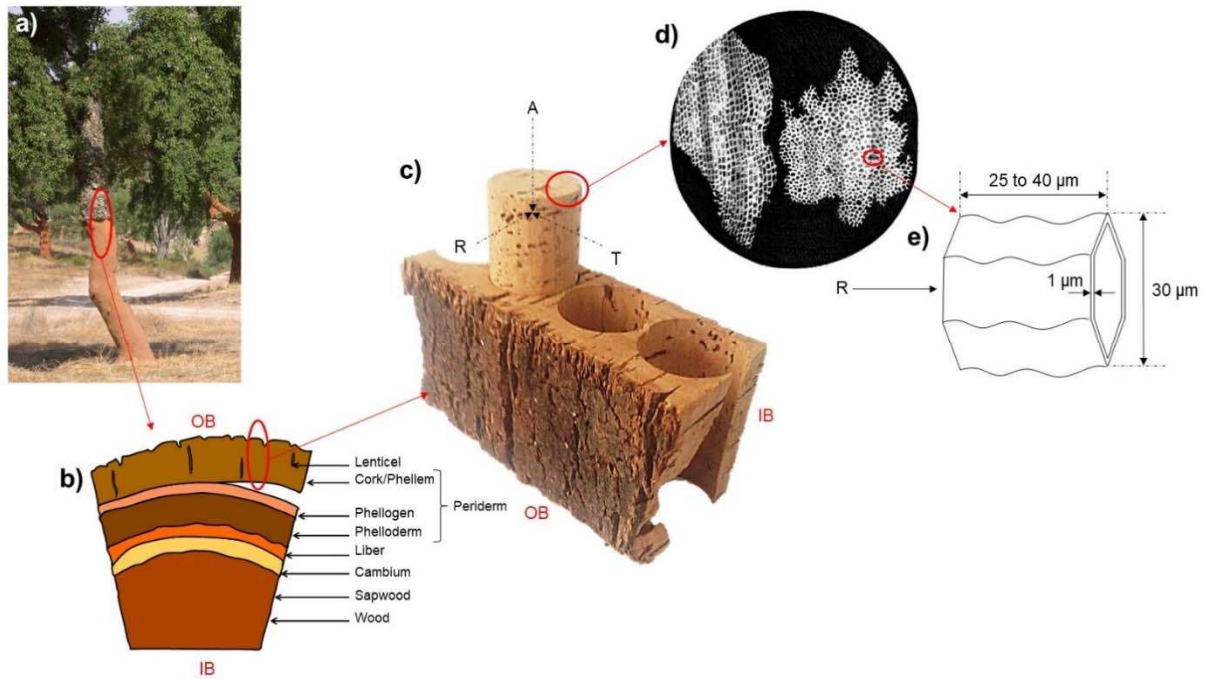 a)
OB
b)
Lenticel
Cork/Phellem
Phellogen
Phelloderm
Periderm
Liber
Cambium
Sapwood
Wood
IB
c)
A
R
T
OB
IB
d)
e)
25 to 40 µm
1 µm
30 µm
R